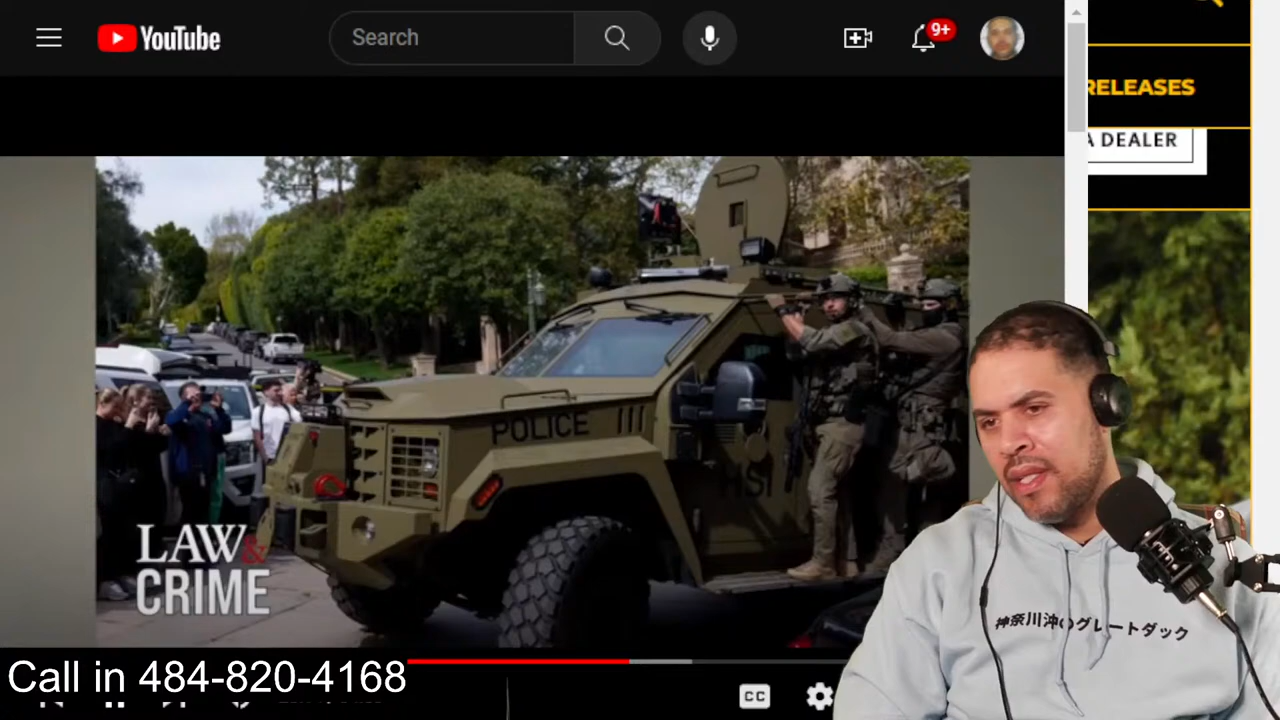 YouTube
Search
9+
RELEASES
A DEALER
POLICE
HSI
LAW&
CRIME
神奈川沖のグレートダック
Call in 484-820-4168
CC